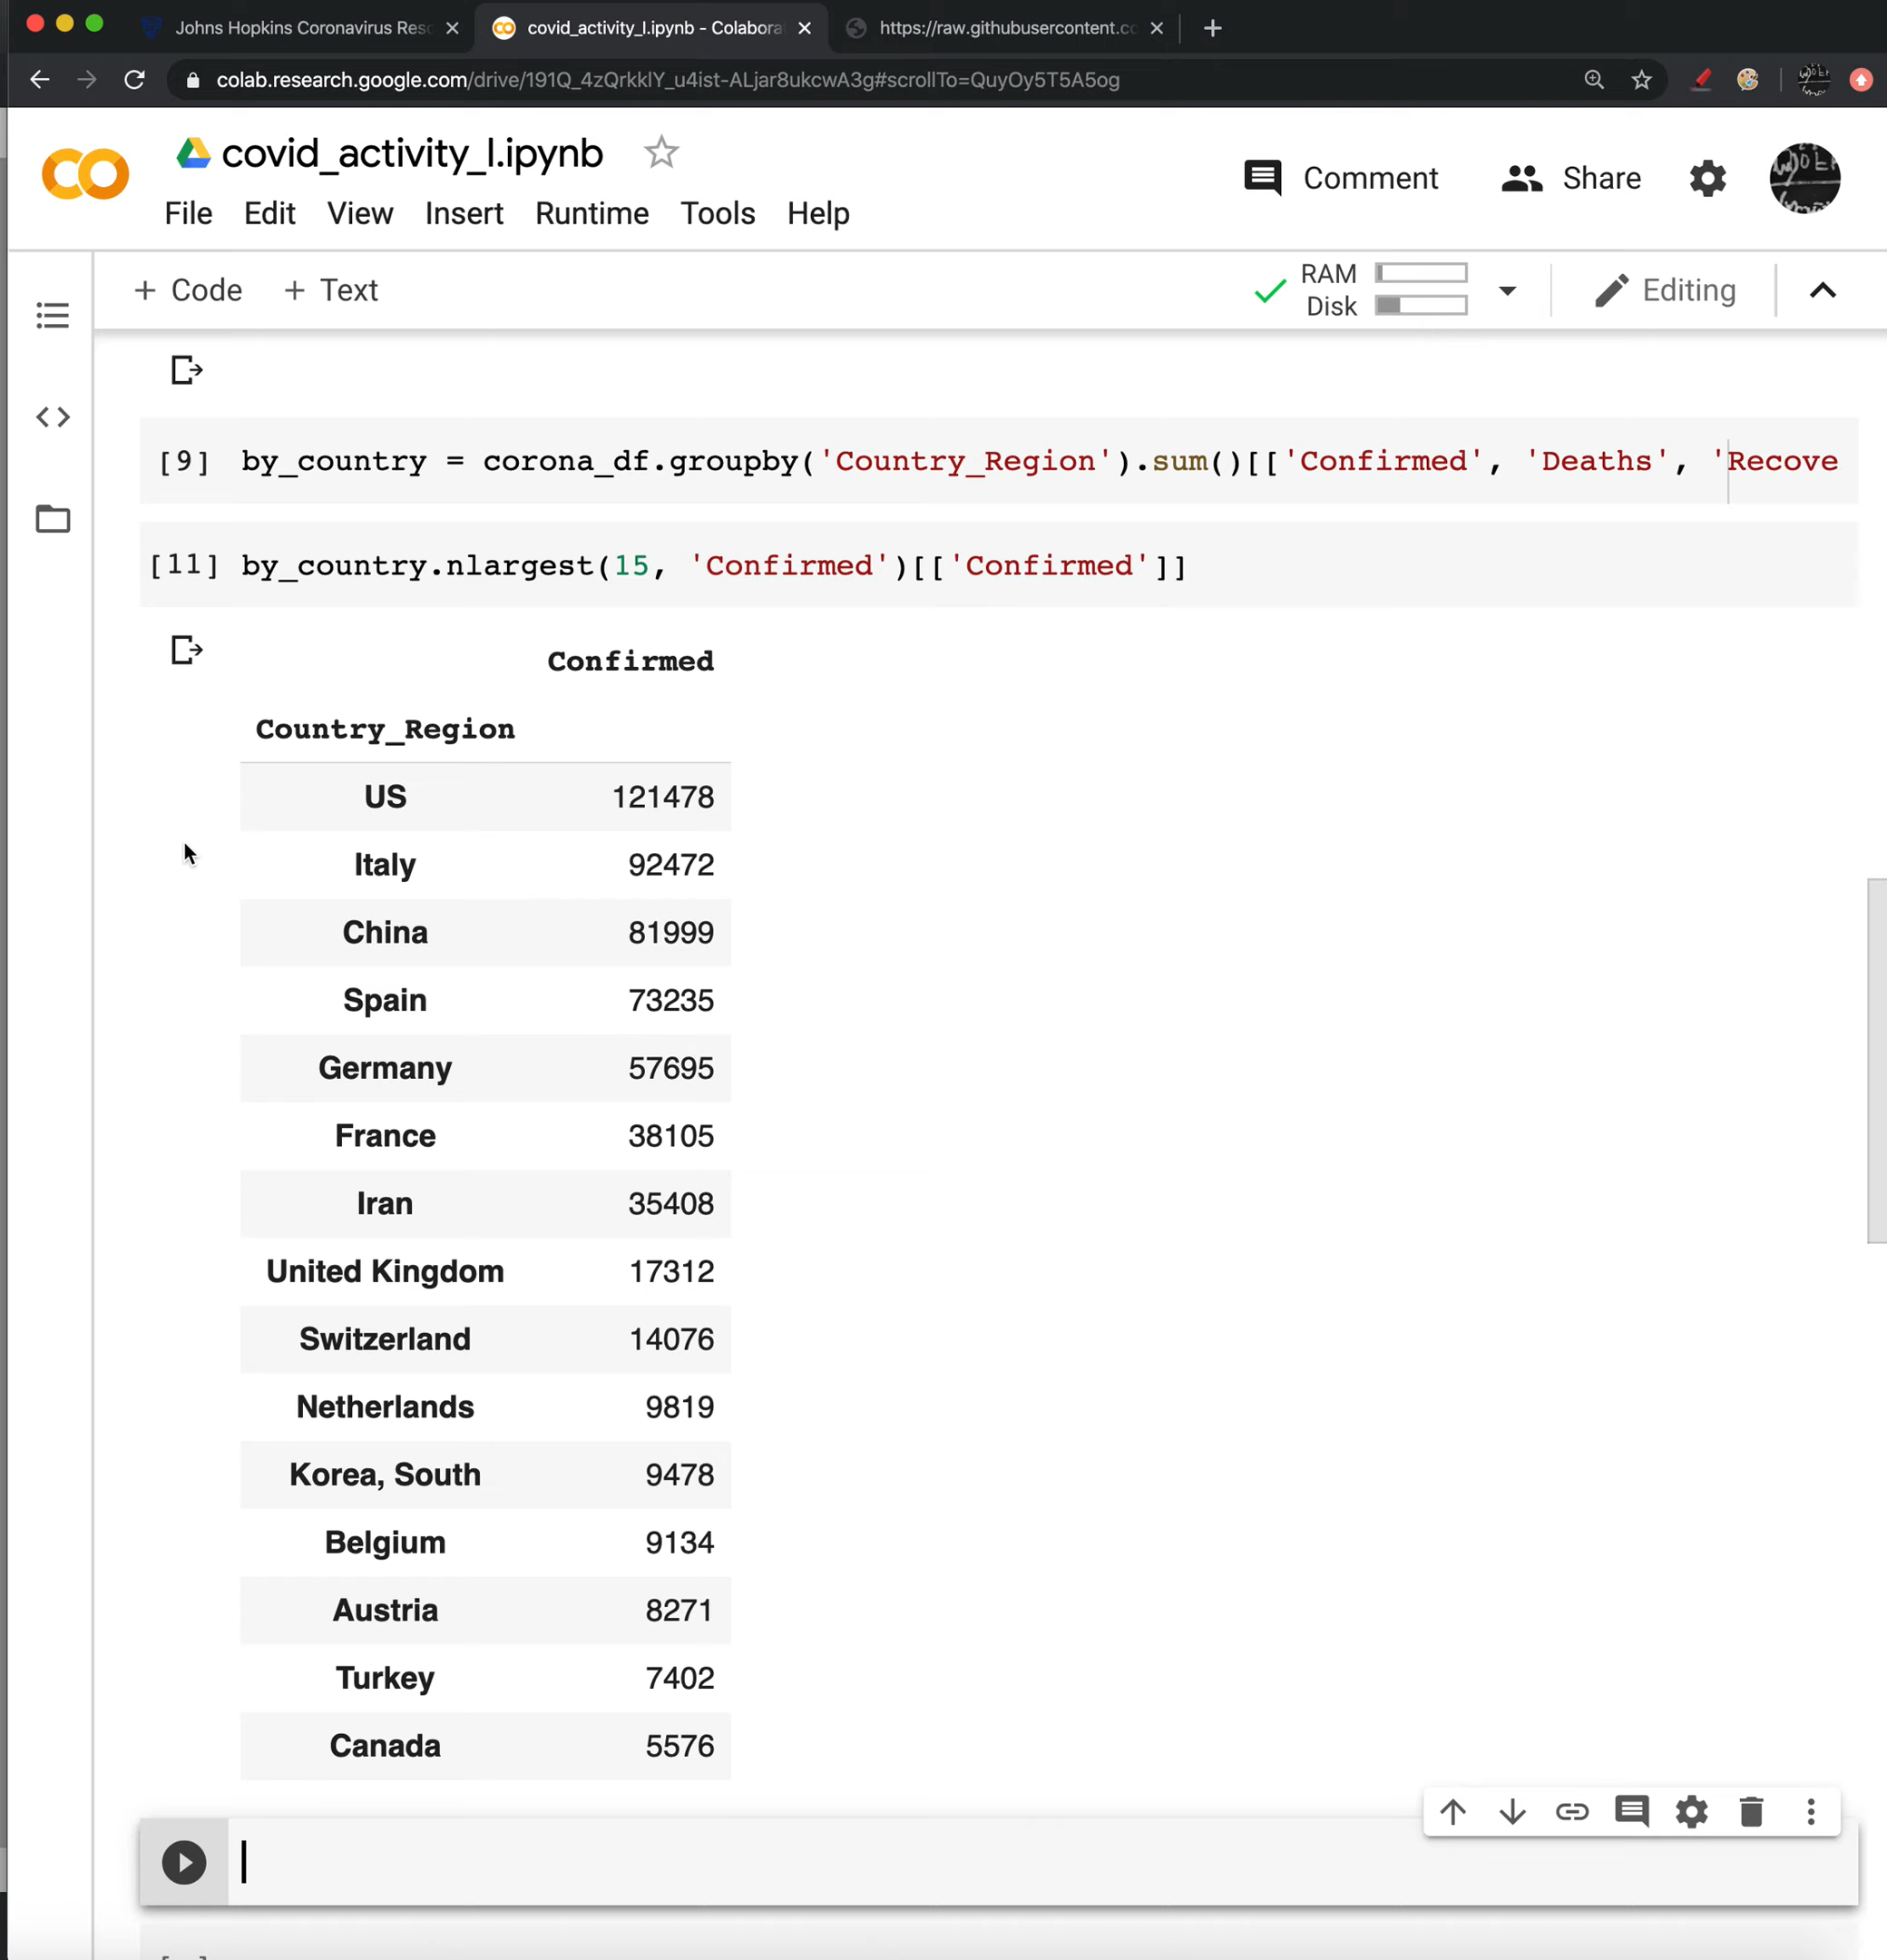 Johns Hopkins Coronavirus Reso
covid_activity_I.ipynb - Colabora
https://raw.githubusercontent.co
colab.research.google.com/drive/191Q_4zQrkklY_u4ist-ALjar8ukcwA3g#scrollTo=QuyOy5T5A5og
covid_activity_I.ipynb
Comment
Share
File Edit View Insert Runtime Tools Help
+ Code + Text
RAM
Disk
Editing
[9] by_country = corona_df.groupby('Country_Region').sum()[['Confirmed', 'Deaths', 'Recove
[11] by_country.nlargest(15, 'Confirmed')[['Confirmed']]
Confirmed
Country_Region
US 121478
Italy 92472
China 81999
Spain 73235
Germany 57695
France 38105
Iran 35408
United Kingdom 17312
Switzerland 14076
Netherlands 9819
Korea, South 9478
Belgium 9134
Austria 8271
Turkey 7402
Canada 5576